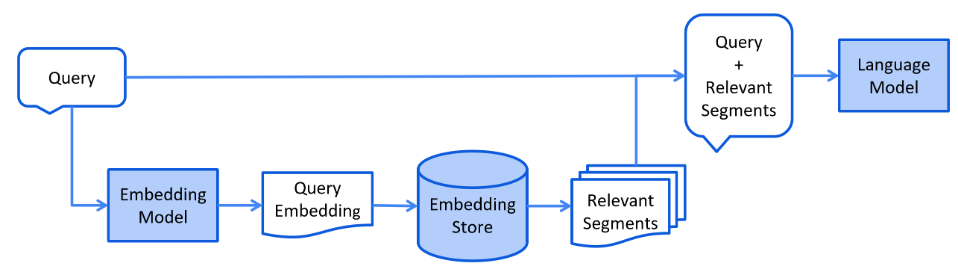 Query
Query
+
Relevant
Segments
Language
Model
Embedding
Model
Query
Embedding
Embedding
Store
Relevant
Segments